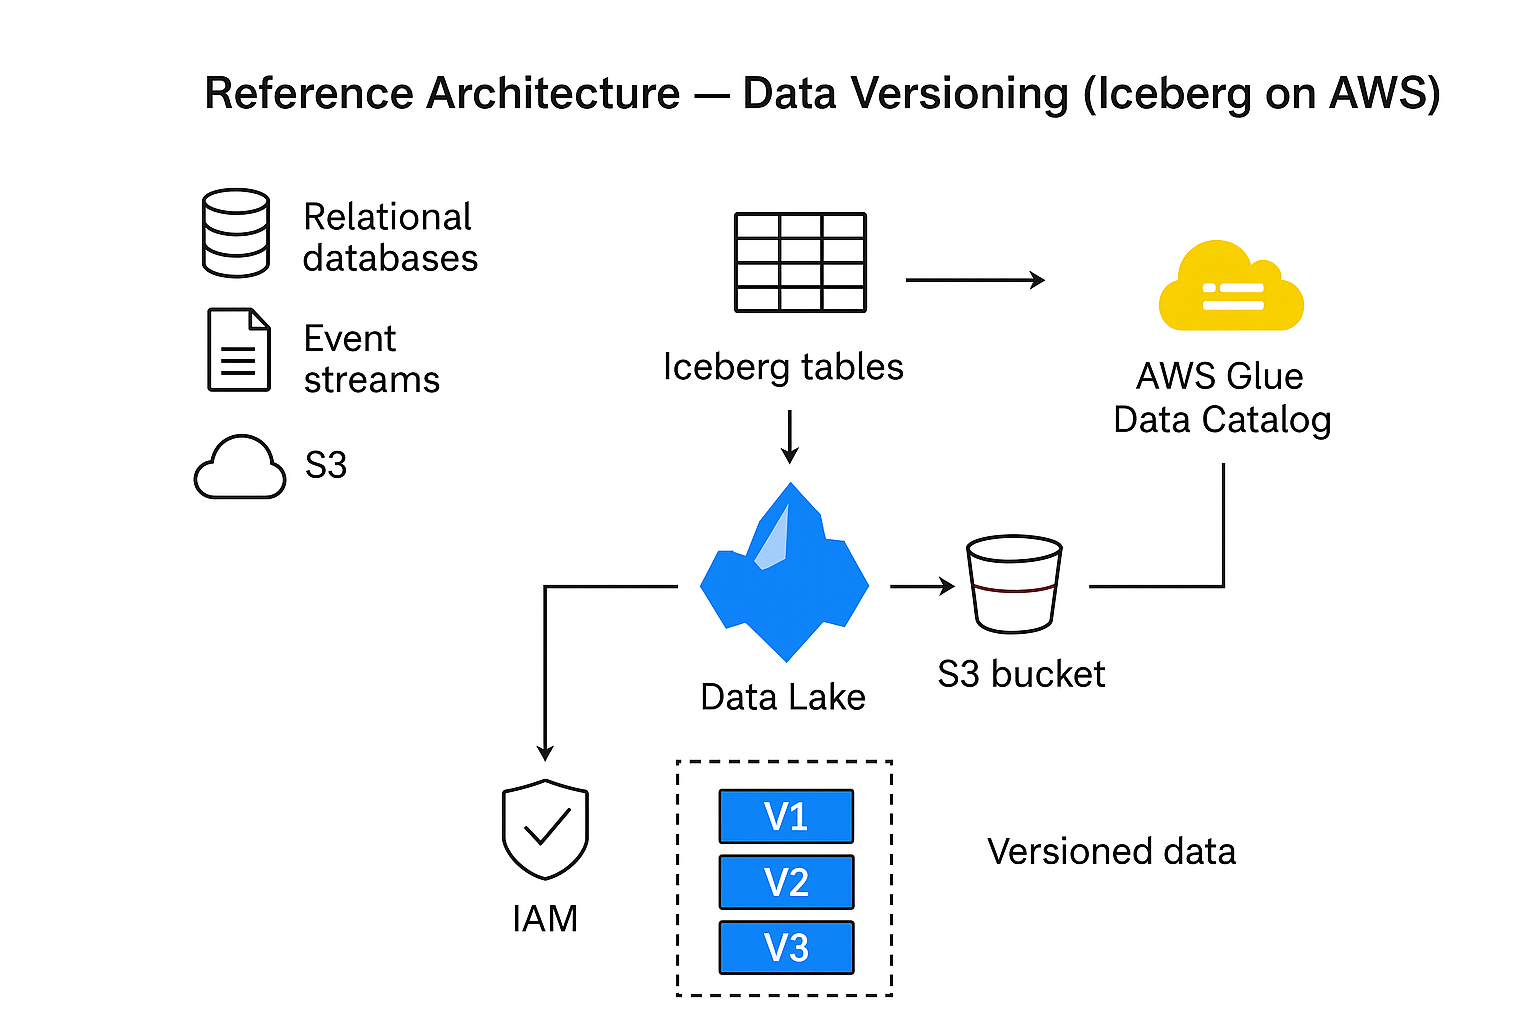 Reference Architecture — Data Versioning (Iceberg on AWS)
Relational
databases
Event
streams
S3
Iceberg tables
AWS Glue
Data Catalog
Data Lake
S3 bucket
IAM
V1
V2
V3
Versioned data